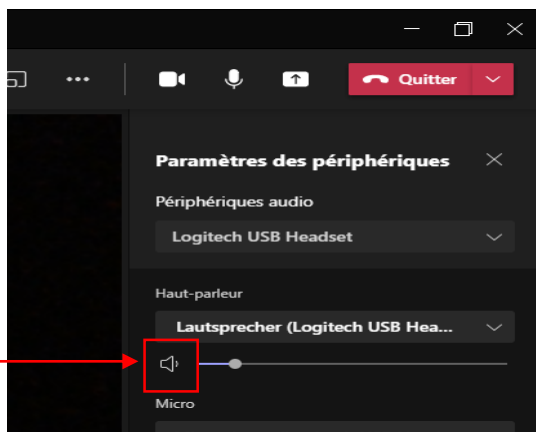 Quitter
Paramètres des périphériques
Périphériques audio
Logitech USB Headset
Haut-parleur
Lautsprecher (Logitech USB Hea...
Micro